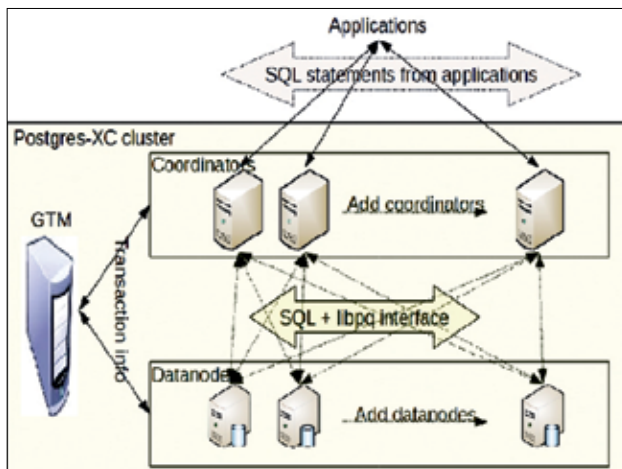 Applications
SQL statements from applications
Postgres-XC cluster
Coordinators
Add coordinators
GTM
Transaction info
SQL + libpq interface
Datanodes
Add datanodes